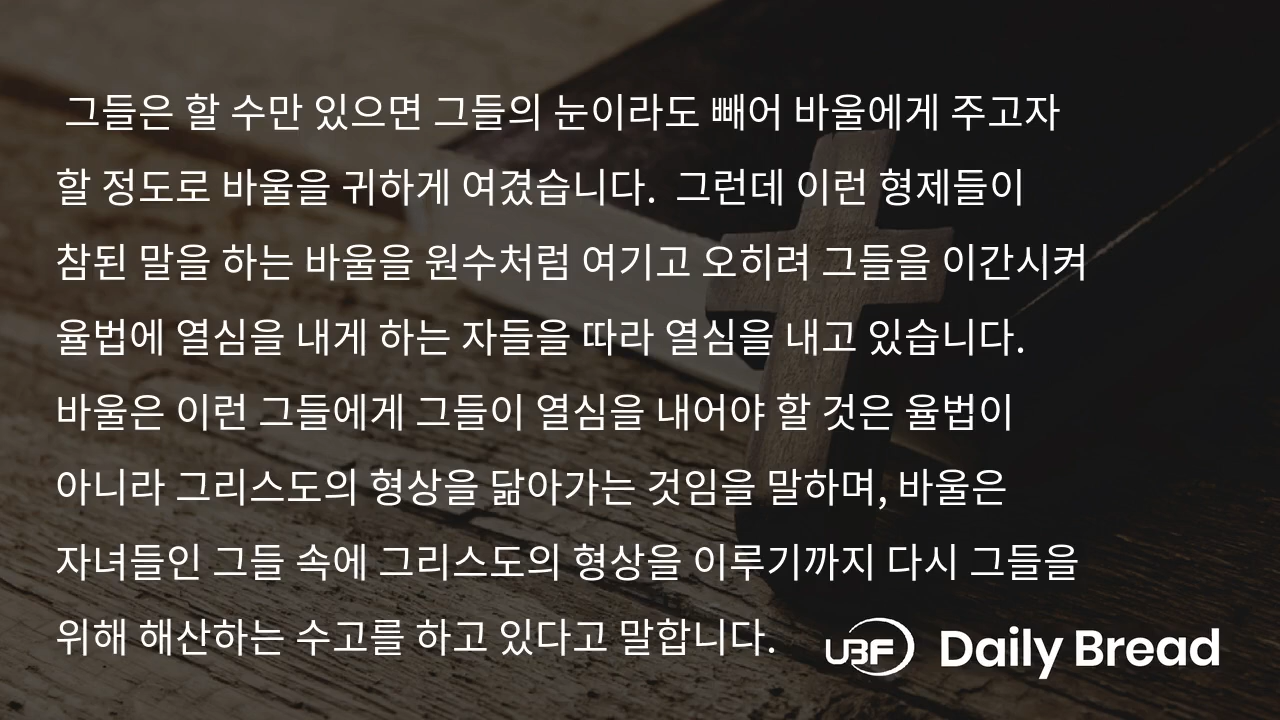 그들은 할 수만 있으면 그들의 눈이라도 빼어 바울에게 주고자
할 정도로 바울을 귀하게 여겼습니다. 그런데 이런 형제들이
참된 말을 하는 바울을 원수처럼 여기고 오히려 그들을 이간시켜
율법에 열심을 내게 하는 자들을 따라 열심을 내고 있습니다.
바울은 이런 그들에게 그들이 열심을 내어야 할 것은 율법이
아니라 그리스도의 형상을 닮아가는 것임을 말하며, 바울은
자녀들인 그들 속에 그리스도의 형상을 이루기까지 다시 그들을
위해 해산하는 수고를 하고 있다고 말합니다.
UBF Daily Bread